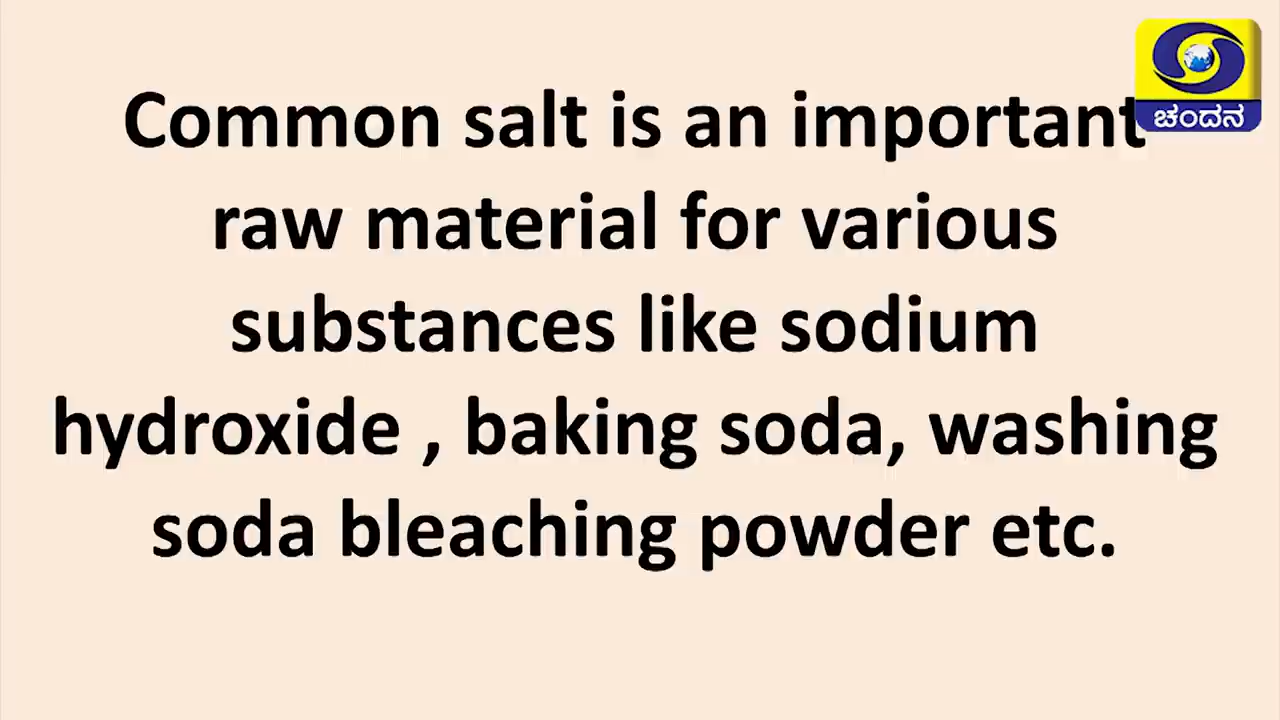 Common salt is an important
raw material for various
substances like sodium
hydroxide , baking soda, washing
soda bleaching powder etc.
ಚಂದನ